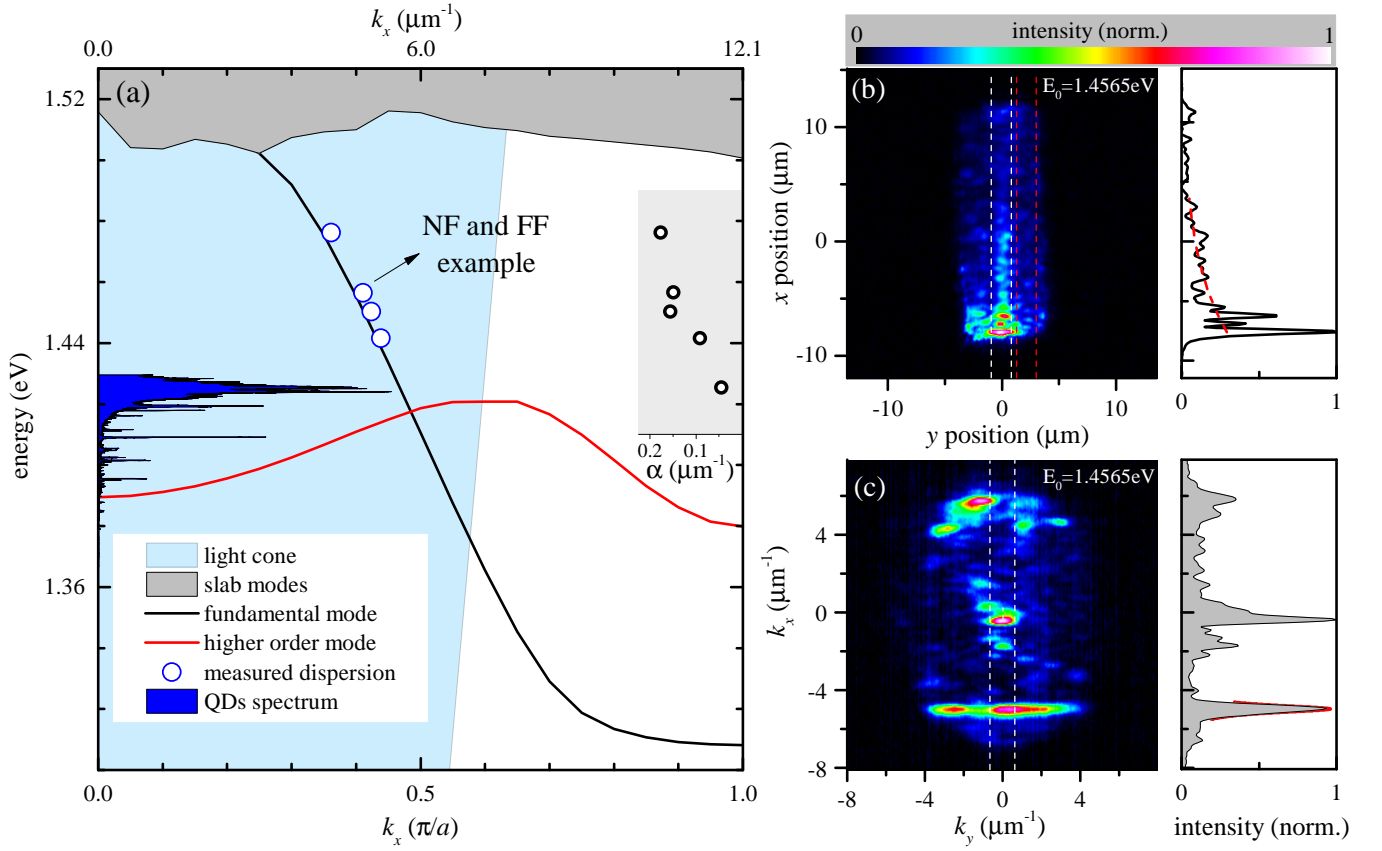 kₓ (μm⁻¹)
0.0 6.0 12.1
(a)
1.52
1.44
1.36
energy (eV)
NF and FF
example
0.2 0.1
α (μm⁻¹)
light cone
slab modes
fundamental mode
higher order mode
measured dispersion
QDs spectrum
0.0 0.5 1.0
kₓ (π/a)
0 intensity (norm.) 1
(b)
E₀=1.4565eV
10
0
-10
x position (μm)
-10 0 10
y position (μm)
0 1
(c)
E₀=1.4565eV
4
0
-4
-8
kₓ (μm⁻¹)
-8 -4 0 4
k_y (μm⁻¹)
0 1
intensity (norm.)